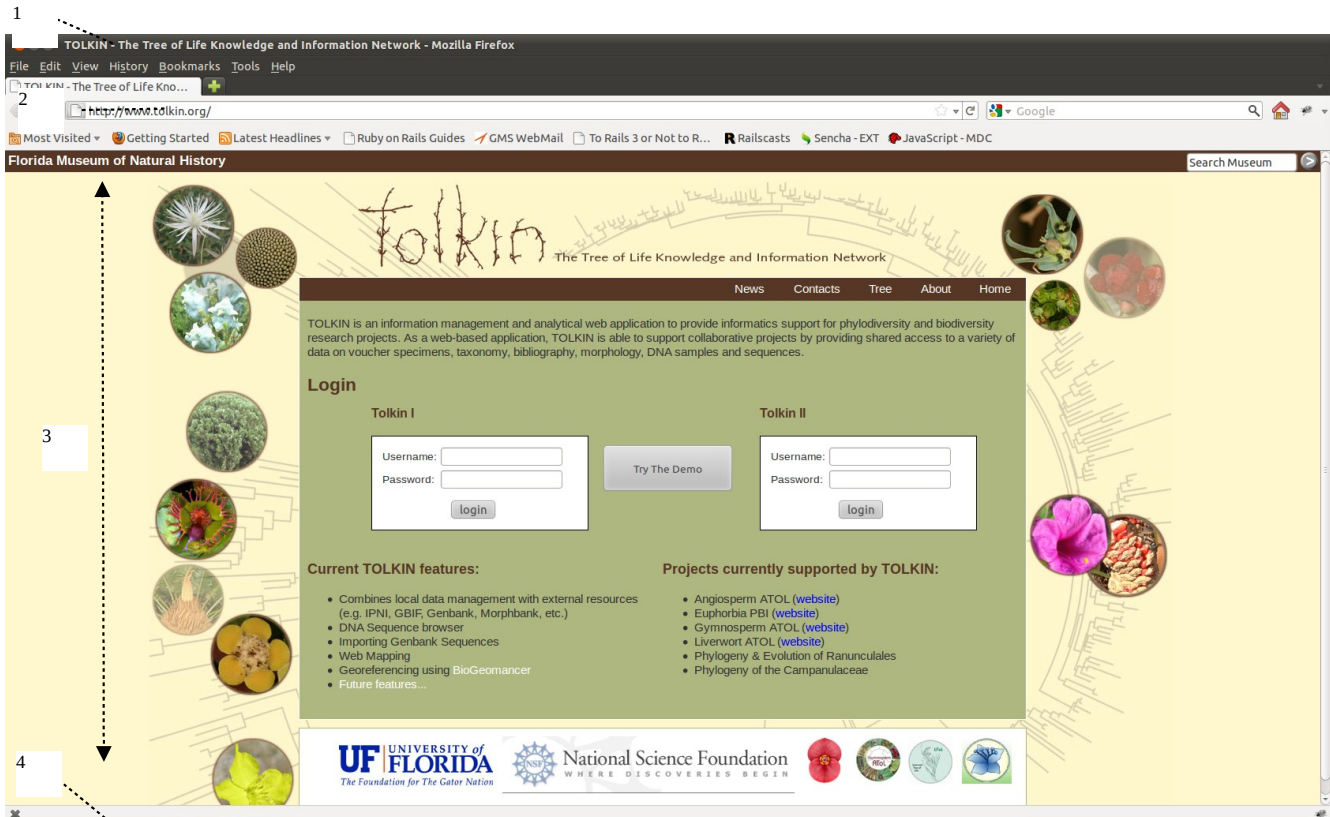 1
TOLKIN - The Tree of Life Knowledge and Information Network - Mozilla Firefox
File Edit View History Bookmarks Tools Help
TOLKIN - The Tree of Life Kno...
2
http://www.tolkin.org/
Google
Most Visited Getting Started Latest Headlines Ruby on Rails Guides GMS WebMail To Rails 3 or Not to R... Railscasts Sencha - EXT JavaScript - MDC
Florida Museum of Natural History
Search Museum
Tolkin
The Tree of Life Knowledge and Information Network
News Contacts Tree About Home
TOLKIN is an information management and analytical web application to provide informatics support for phylodiversity and biodiversity
research projects. As a web-based application, TOLKIN is able to support collaborative projects by providing shared access to a variety of
data on voucher specimens, taxonomy, bibliography, morphology, DNA samples and sequences.
Login
Tolkin I
Tolkin II
3
Username:
Password:
login
Try The Demo
Username:
Password:
login
Current TOLKIN features:
Combines local data management with external resources
(e.g. IPNI, GBIF, Genbank, Morphbank, etc.)
DNA Sequence browser
Importing Genbank Sequences
Web Mapping
Georeferencing using BioGeomancer
Future features...
Projects currently supported by TOLKIN:
Angiosperm ATOL (website)
Euphorbia PBI (website)
Gymnosperm ATOL (website)
Liverwort ATOL (website)
Phylogeny & Evolution of Ranunculales
Phylogeny of the Campanulaceae
4
UF UNIVERSITY of
FLORIDA
The Foundation for The Gator Nation
NSF
National Science Foundation
WHERE DISCOVERIES BEGIN